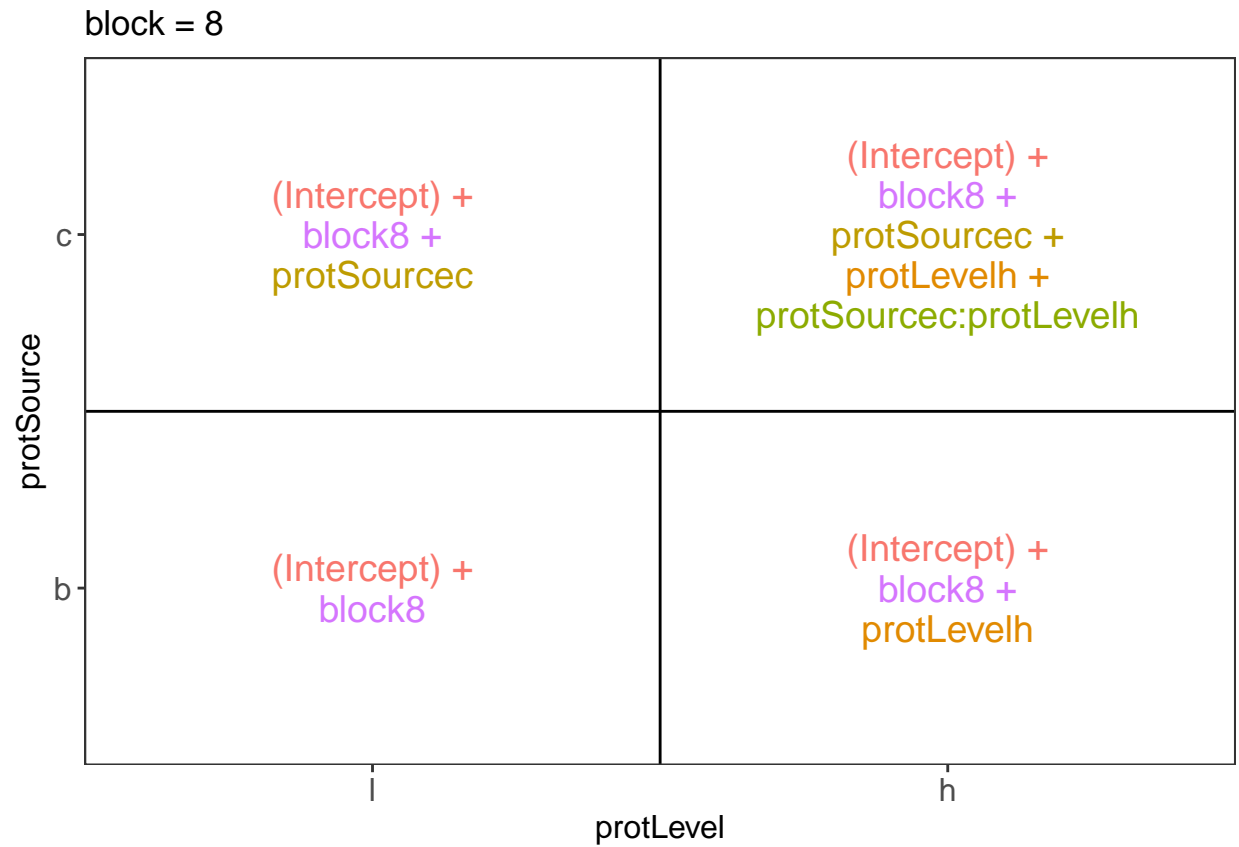 block = 8
(Intercept) +
block8 +
protSourcec
(Intercept) +
block8 +
protSourcec +
protLevelh +
protSourcec:protLevelh
c
protSource
b
(Intercept) +
block8
(Intercept) +
block8 +
protLevelh
l
h
protLevel